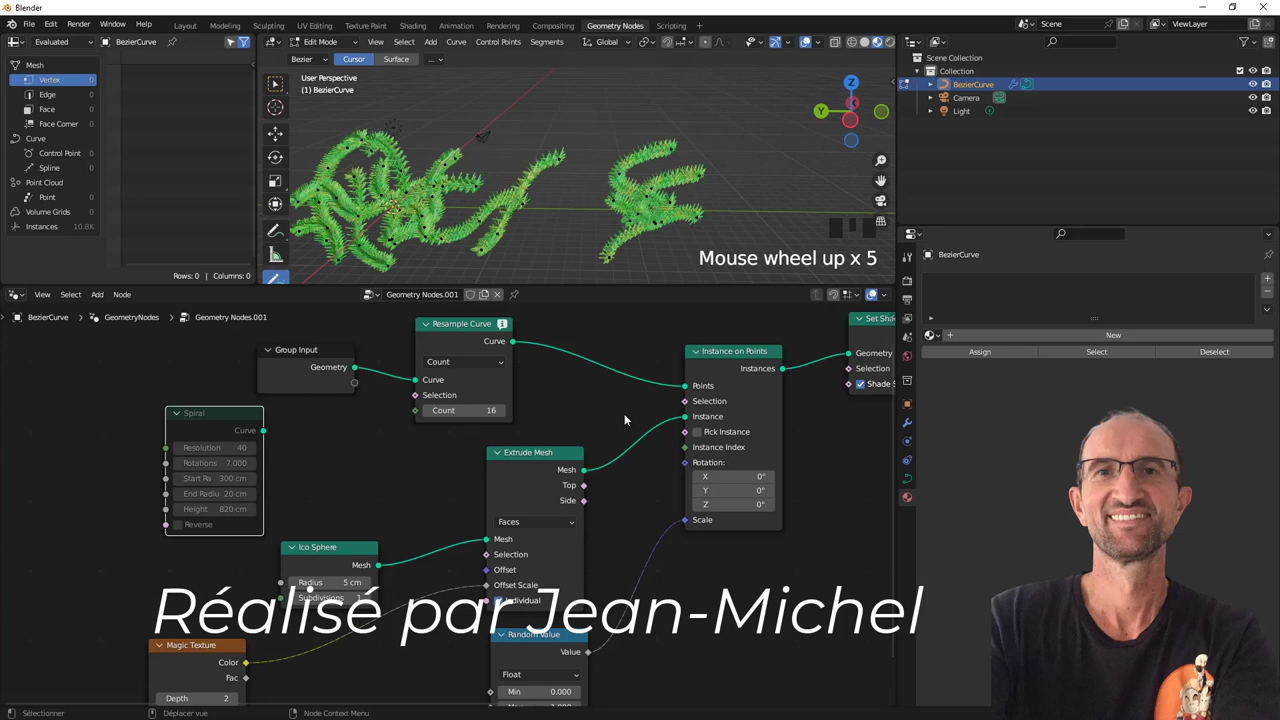 Blender
File Edit Render Window Help Layout Modeling Sculpting UV Editing Texture Paint Shading Animation Rendering Compositing Geometry Nodes Scripting + Scene ViewLayer
Evaluated BezierCurve
Mesh
Vertex 0
Edge 0
Face 0
Face Corner 0
Curve
Control Point 0
Spline 0
Point Cloud
Point 0
Volume Grids
Instances 10.8K
Rows: 0 | Columns: 0
Edit Mode View Select Add Curve Control Points Segments Global
Bezier Cursor Surface ...
User Perspective
(1) BezierCurve
Z
Y
Mouse wheel up x 5
Scene Collection
Collection
BezierCurve
Camera
Light
BezierCurve
New
Assign Select Deselect
View Select Add Node Geometry Nodes.001
BezierCurve GeometryNodes Geometry Nodes.001
Group Input
Geometry
Resample Curve
Curve
Count
Curve
Selection
Count 16
Spiral
Curve
Resolution 40
Rotations 7.000
Start Ra 300 cm
End Radiu 20 cm
Height 820 cm
Reverse
Ico Sphere
Mesh
Radius 5 cm
Subdivisions 1
Extrude Mesh
Mesh
Top
Side
Faces
Mesh
Selection
Offset
Offset Scale
Individual
Instance on Points
Instances
Points
Selection
Instance
Pick Instance
Instance Index
Rotation:
X 0°
Y 0°
Z 0°
Scale
Set Sha
Geometry
Selection
Shade S
Magic Texture
Color
Fac
Depth 2
Random Value
Value
Float
Min 0.000
Réalisé par Jean-Michel
Sélectionner Déplacer vue Node Context Menu